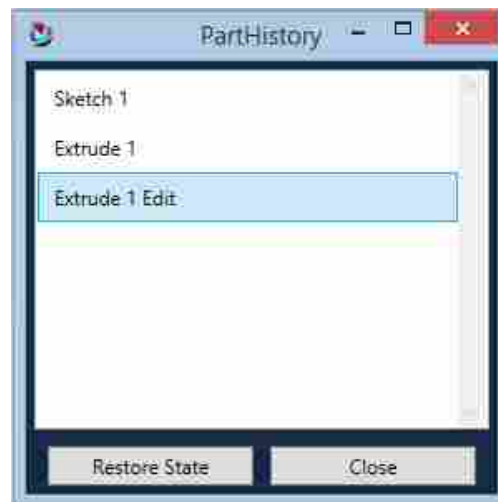 PartHistory
Sketch 1
Extrude 1
Extrude 1 Edit
Restore State
Close